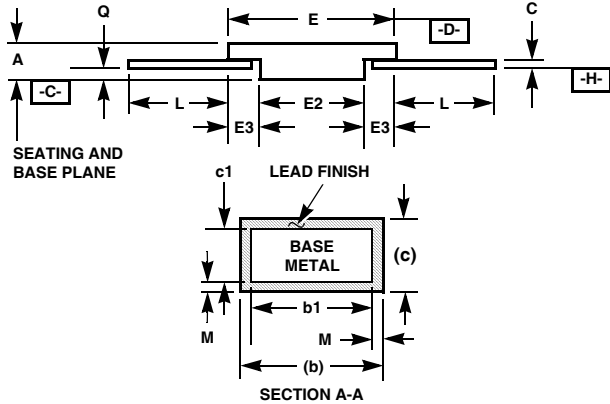 E
-D-
C
Q
A
-C-
-H-
L
E2
L
E3
E3
SEATING AND
BASE PLANE
c1
LEAD FINISH
BASE
METAL
(c)
b1
M
M
(b)
SECTION A-A